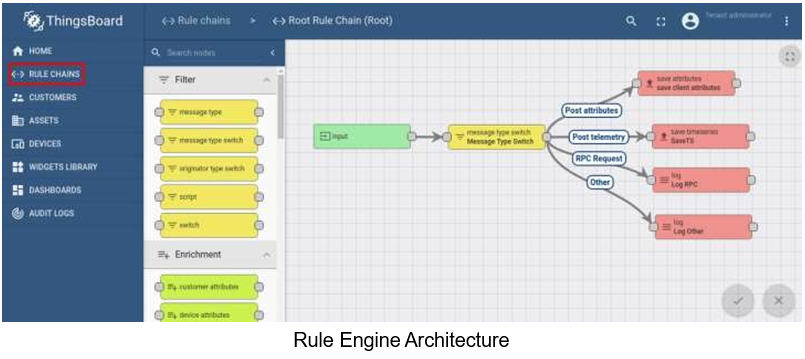 ThingsBoard
Rule chains > Root Rule Chain (Root)
Tenant administrator
HOME
RULE CHAINS
CUSTOMERS
ASSETS
DEVICES
WIDGETS LIBRARY
DASHBOARDS
AUDIT LOGS
Search nodes
Filter
message type
message type switch
originator type switch
script
switch
Enrichment
customer attributes
device attributes
Input
message type switch
Message Type Switch
Post attributes
Post telemetry
RPC Request
Other
save attributes
save client attributes
save timeseries
SaveTS
log
Log RPC
log
Log Other
Rule Engine Architecture